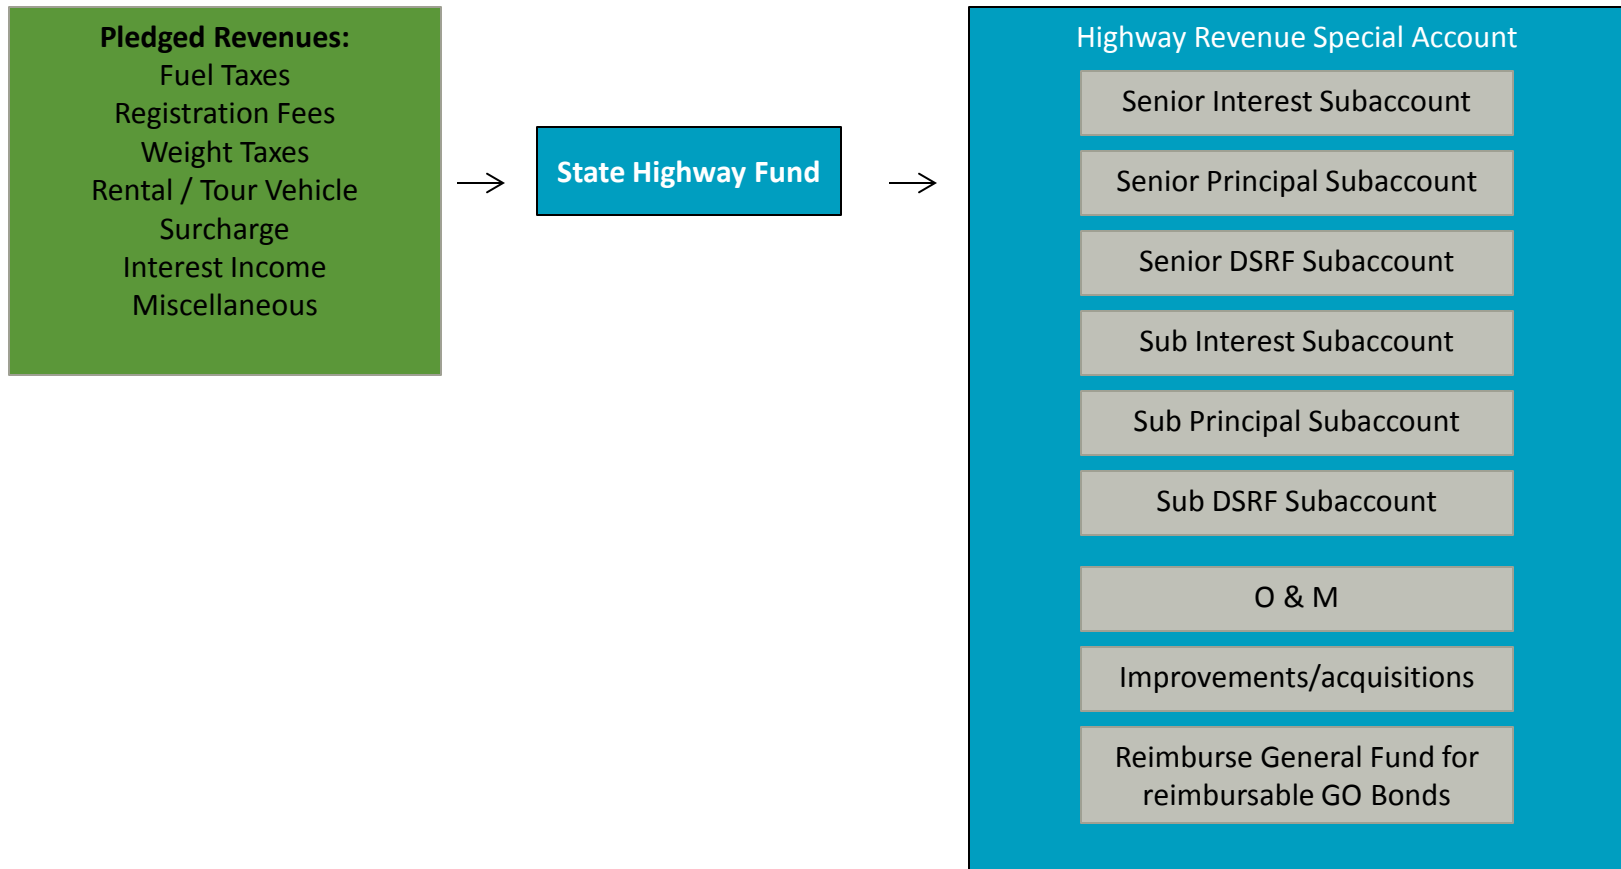 Pledged Revenues:
Fuel Taxes
Registration Fees
Weight Taxes
Rental / Tour Vehicle
Surcharge
Interest Income
Miscellaneous
State Highway Fund
Highway Revenue Special Account
Senior Interest Subaccount
Senior Principal Subaccount
Senior DSRF Subaccount
Sub Interest Subaccount
Sub Principal Subaccount
Sub DSRF Subaccount
O & M
Improvements/acquisitions
Reimburse General Fund for
reimbursable GO Bonds